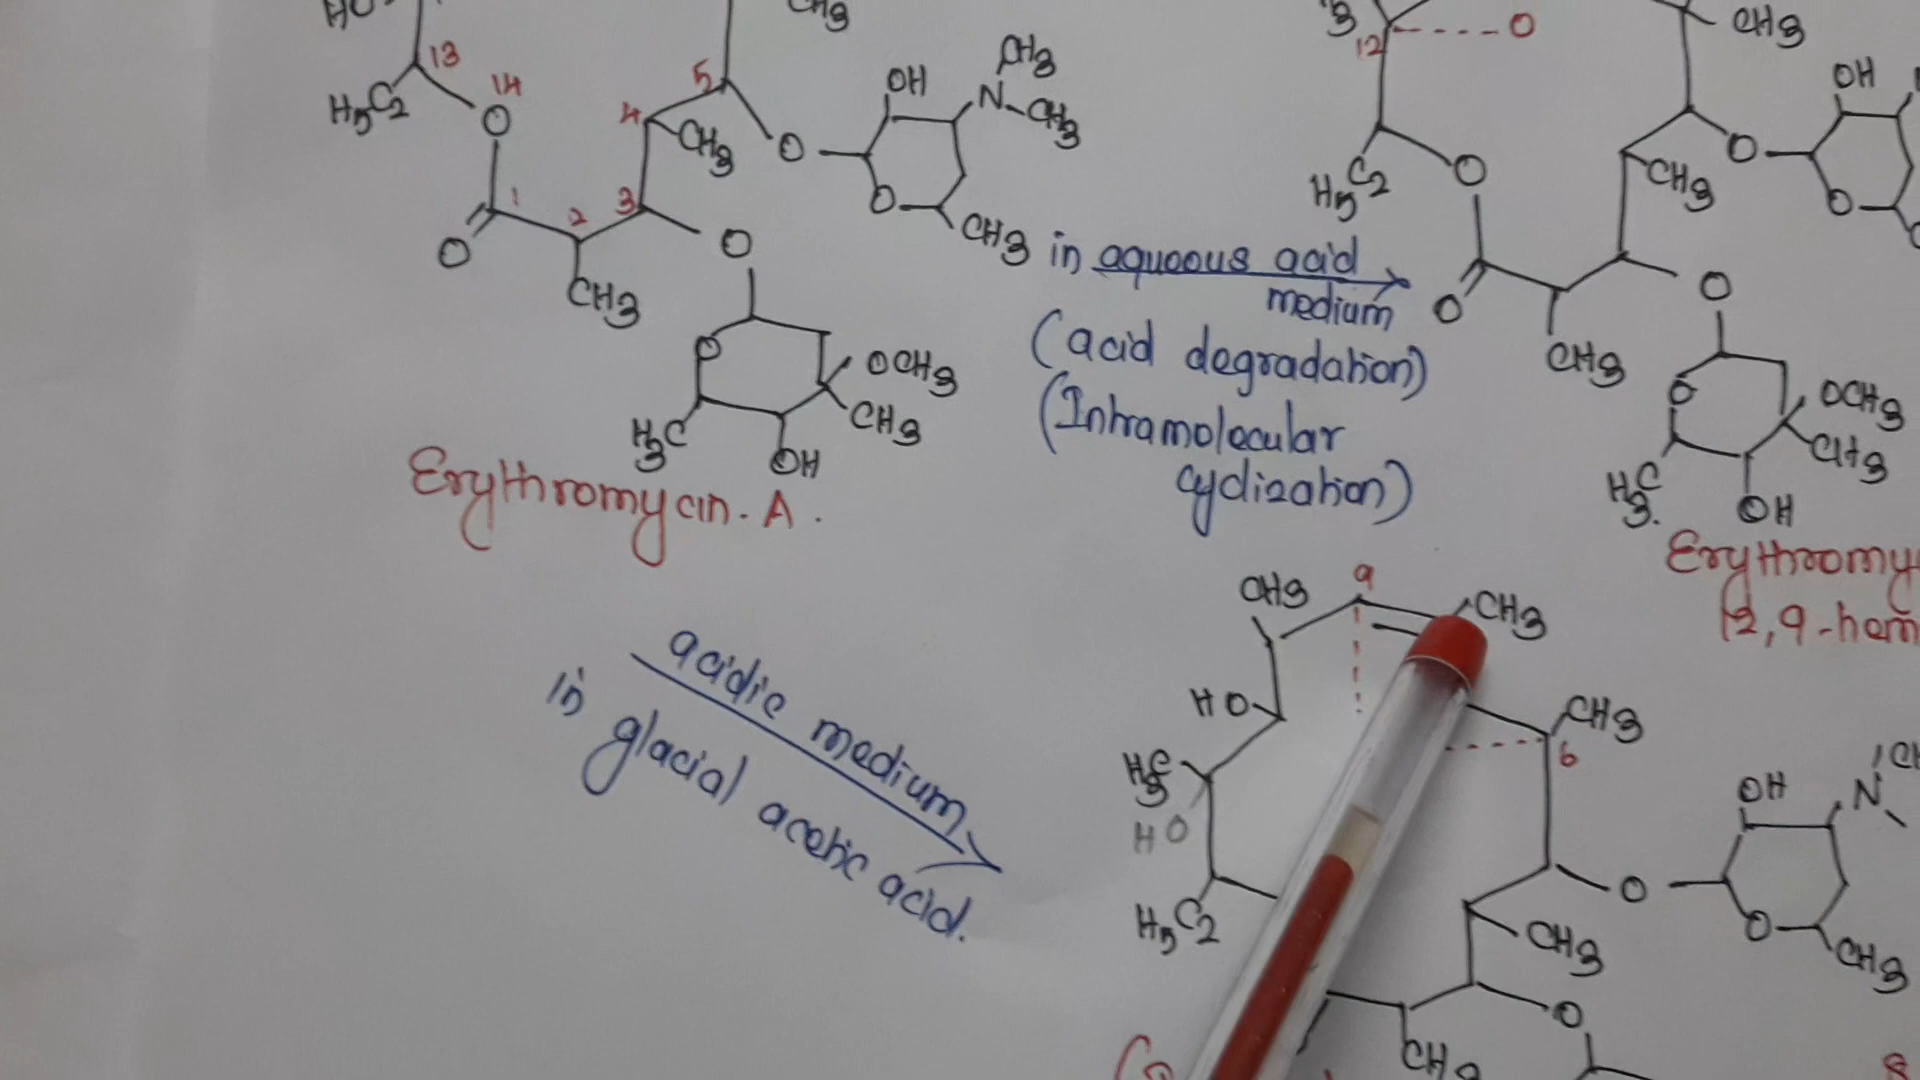 HO
CH3
13
14
H5C2
O
5
4
CH3
O
OH
N
CH3
CH3
O
CH3
1
2
3
O
O
CH3
O
OCH3
CH3
H3C
OH
Erythromycin. A.
in aqueous acid
medium
(acid degradation)
(Intramolecular
cyclization)
12
O
CH3
OH
H5C2
O
O
CH3
O
O
O
CH3
O
OCH3
CH3
H3C.
OH
12,9-hem
acidic medium
in glacial acetic acid.
CH3
9
CH3
HO
CH3
6
H3C
HO
H5C2
OH
N
O
O
CH3
CH3
O
CH3